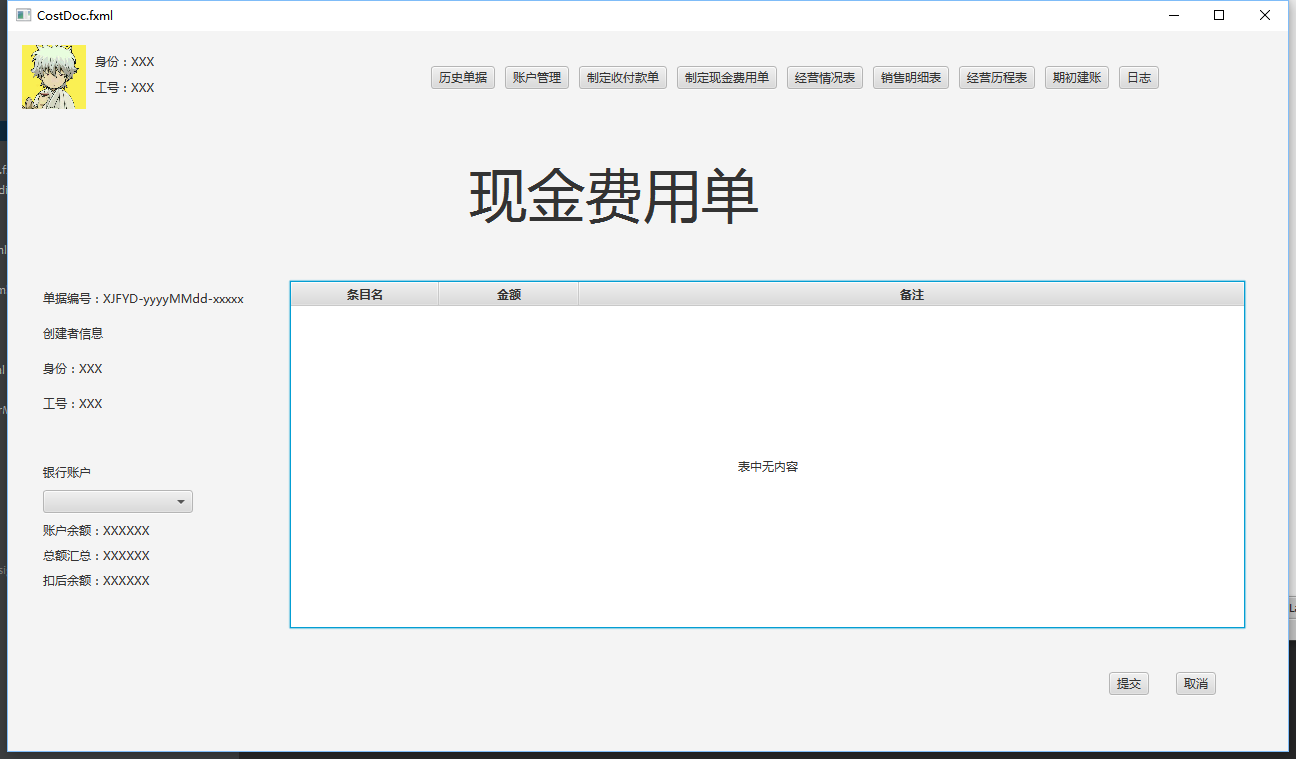 CostDoc.fxml
身份：XXX
工号：XXX
历史单据 账户管理 制定收付款单 制定现金费用单 经营情况表 销售明细表 经营历程表 期初建账 日志
现金费用单
单据编号：XJFYD-yyyyMMdd-xxxxx
创建者信息
身份：XXX
工号：XXX
银行账户
账户余额：XXXXXX
总额汇总：XXXXXX
扣后余额：XXXXXX
条目名 金额 备注
表中无内容
提交 取消